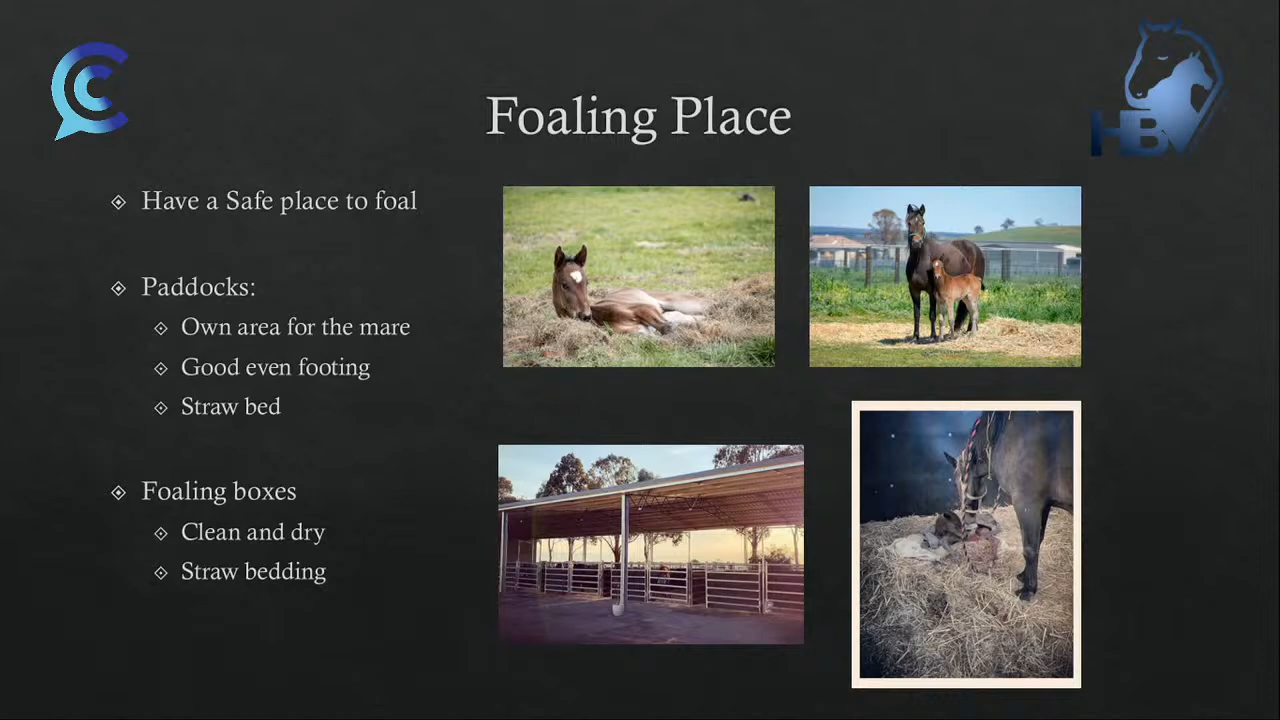 Foaling Place
Have a Safe place to foal
Paddocks:
Own area for the mare
Good even footing
Straw bed
Foaling boxes
Clean and dry
Straw bedding
HBV